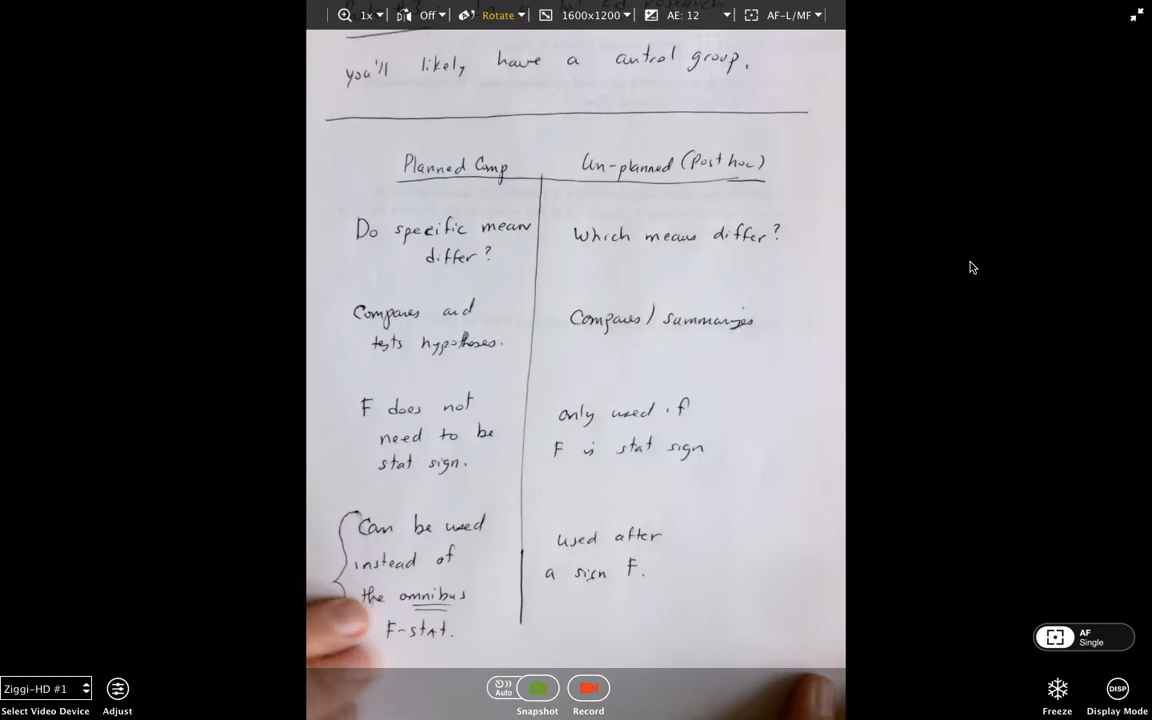 1x
Off
Rotate
1600x1200
AE: 12
AF-L/MF
you'll likely have a control group.
Planned Comp
Un-planned (Post hoc)
Do specific means
differ?
Which means differ?
Compares and
tests hypotheses.
Compares / summarizes
F does not
need to be
stat sign.
only used if
F is stat sign
Can be used
instead of
the omnibus
F-stat.
used after
a sign F.
AF
Single
Ziggi-HD #1
Select Video Device
Adjust
Auto
Snapshot
Record
Freeze
DISP
Display Mode